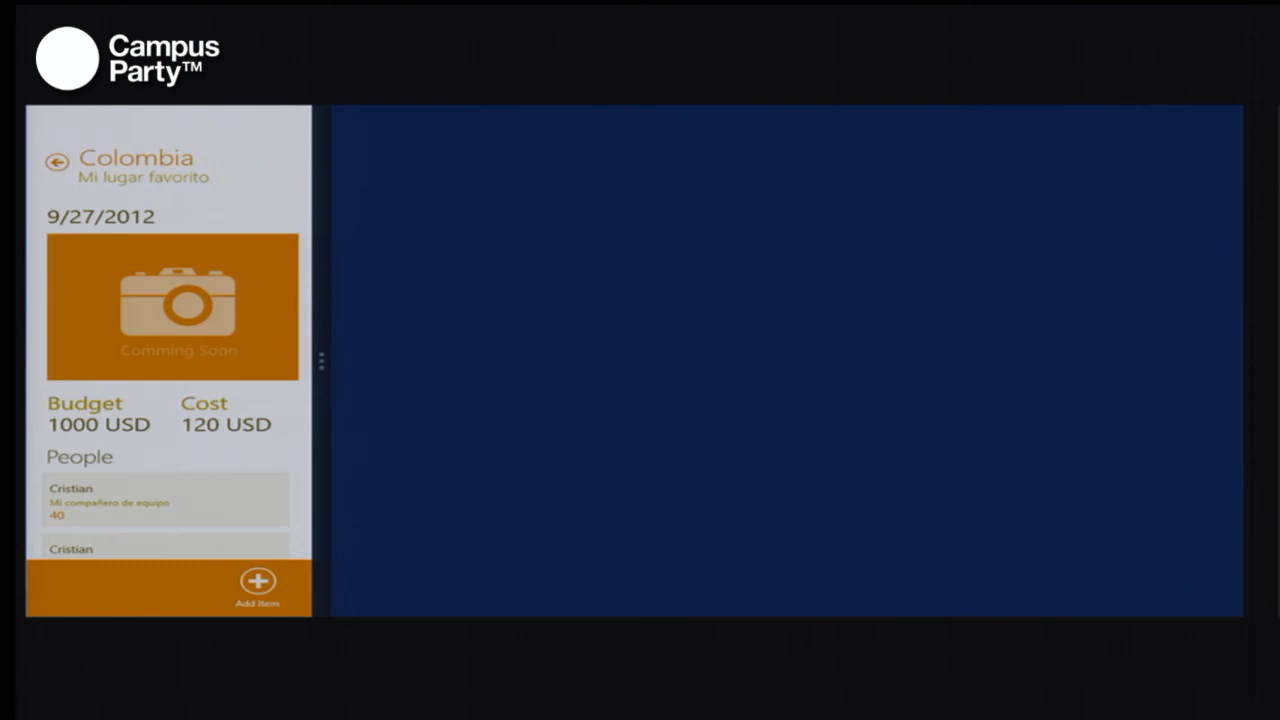 Campus
Party™
Colombia
Mi lugar favorito
9/27/2012
Comming Soon
Budget
Cost
1000 USD
120 USD
People
Cristian
Mi compañero de equipo
40
Cristian
Add Item